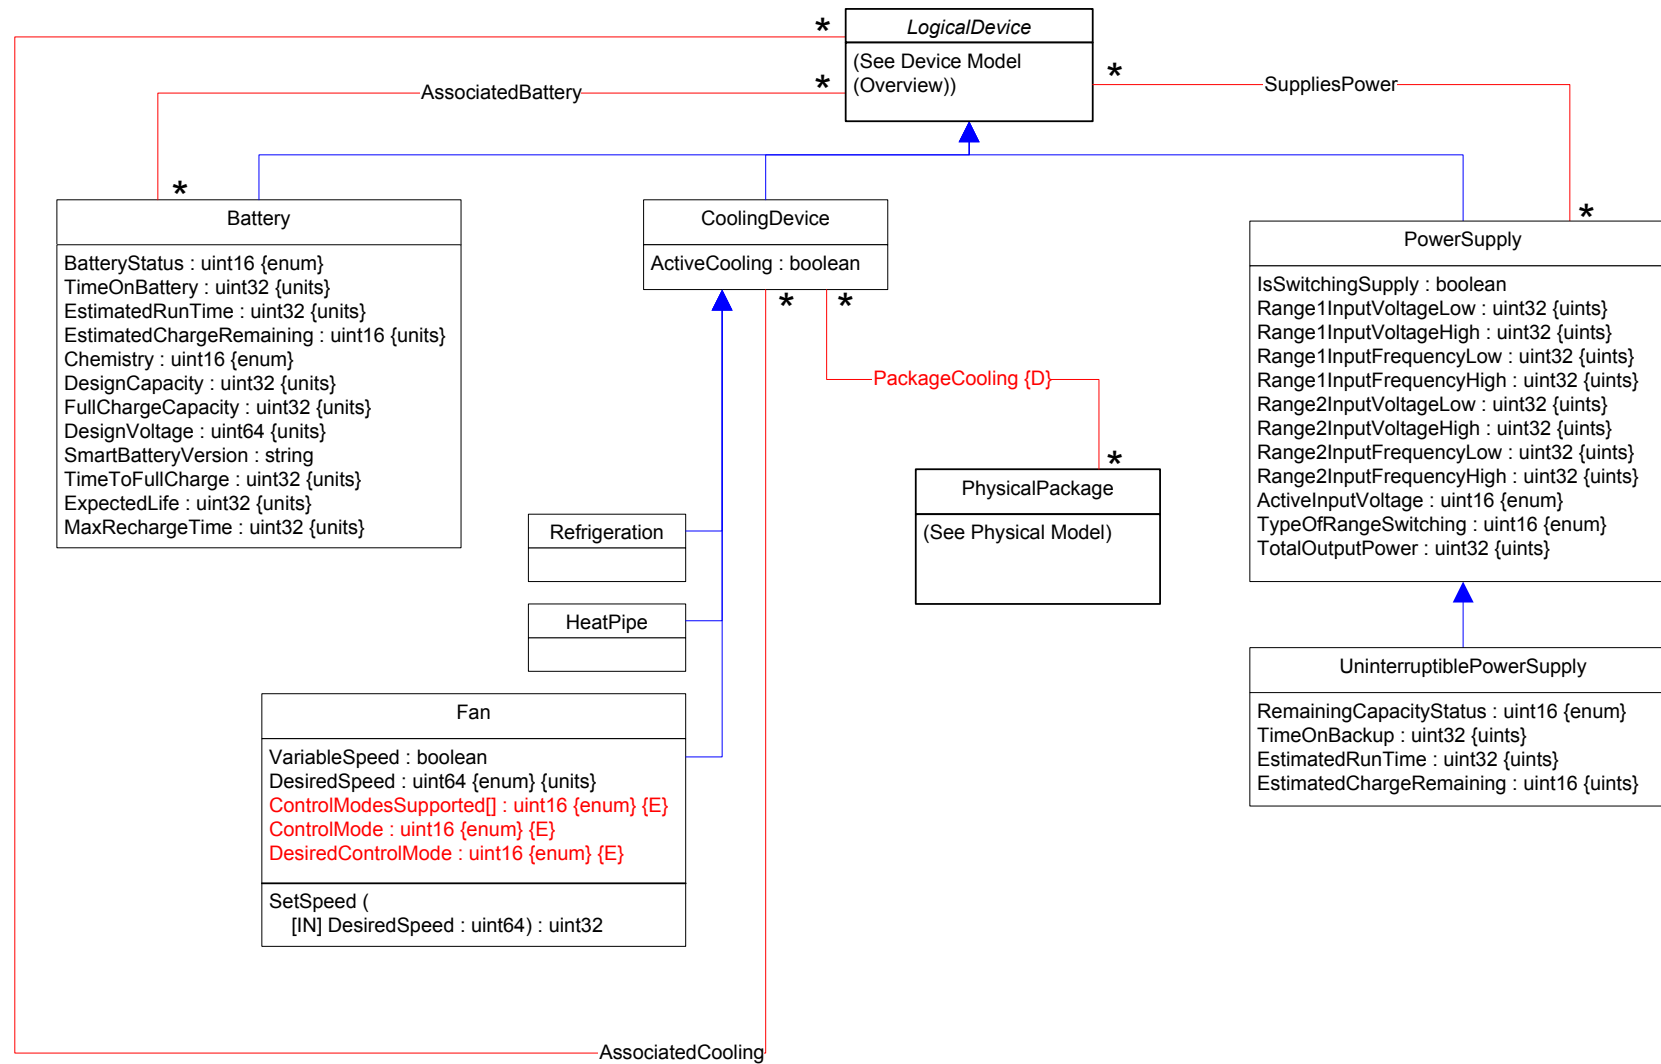 *
LogicalDevice
(See Device Model
(Overview))
*
AssociatedBattery
*
SuppliesPower
*
*
Battery
BatteryStatus : uint16 {enum}
TimeOnBattery : uint32 {units}
EstimatedRunTime : uint32 {units}
EstimatedChargeRemaining : uint16 {units}
Chemistry : uint16 {enum}
DesignCapacity : uint32 {units}
FullChargeCapacity : uint32 {units}
DesignVoltage : uint64 {units}
SmartBatteryVersion : string
TimeToFullCharge : uint32 {units}
ExpectedLife : uint32 {units}
MaxRechargeTime : uint32 {units}
CoolingDevice
ActiveCooling : boolean
*
*
PackageCooling {D}
*
PhysicalPackage
(See Physical Model)
*
PowerSupply
IsSwitchingSupply : boolean
Range1InputVoltageLow : uint32 {uints}
Range1InputVoltageHigh : uint32 {uints}
Range1InputFrequencyLow : uint32 {uints}
Range1InputFrequencyHigh : uint32 {uints}
Range2InputVoltageLow : uint32 {uints}
Range2InputVoltageHigh : uint32 {uints}
Range2InputFrequencyLow : uint32 {uints}
Range2InputFrequencyHigh : uint32 {uints}
ActiveInputVoltage : uint16 {enum}
TypeOfRangeSwitching : uint16 {enum}
TotalOutputPower : uint32 {uints}
Refrigeration
HeatPipe
Fan
VariableSpeed : boolean
DesiredSpeed : uint64 {enum} {units}
ControlModesSupported[] : uint16 {enum} {E}
ControlMode : uint16 {enum} {E}
DesiredControlMode : uint16 {enum} {E}
SetSpeed (
[IN] DesiredSpeed : uint64) : uint32
UninterruptiblePowerSupply
RemainingCapacityStatus : uint16 {enum}
TimeOnBackup : uint32 {uints}
EstimatedRunTime : uint32 {uints}
EstimatedChargeRemaining : uint16 {uints}
AssociatedCooling